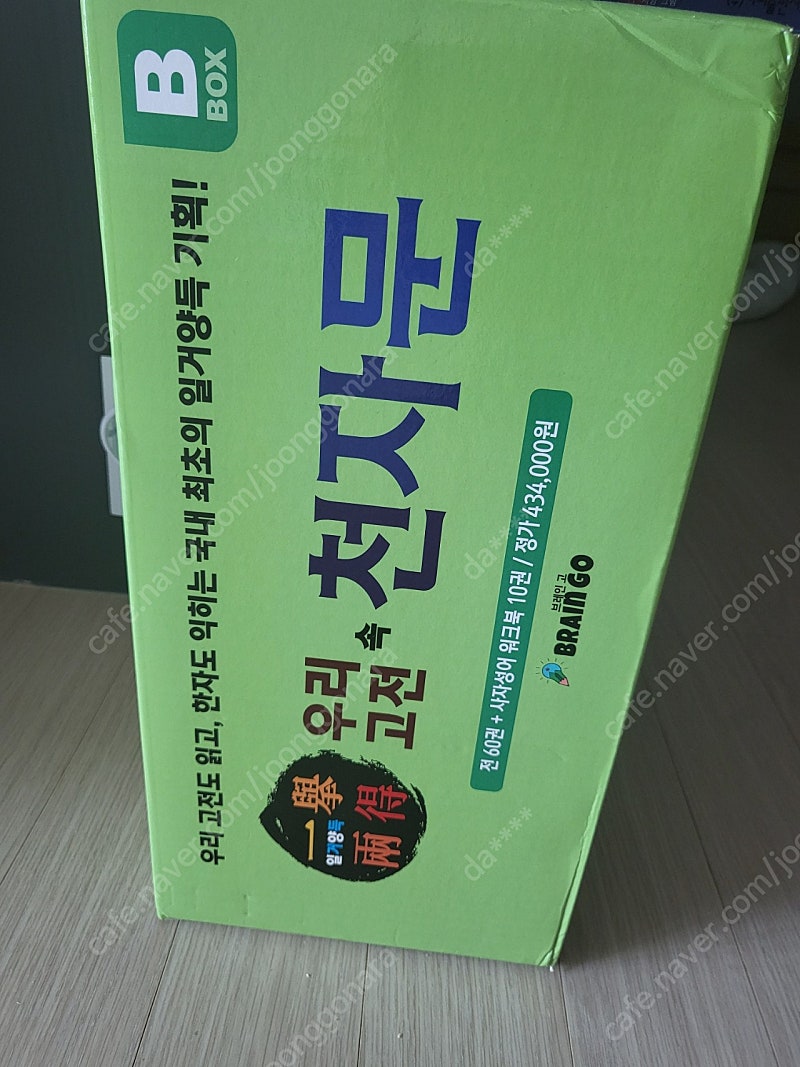 B
BOX
우리 고전도 읽고, 한자도 익히는 국내 최초의 일거양득 기획!
一擧
일거양득
兩得
우리
고전
속
천자문
전 60권 + 사자성어 워크북 10권 / 정가 434,000원
브레인 고
BRAIN GO
cafe.naver.com/joonggonara
da****